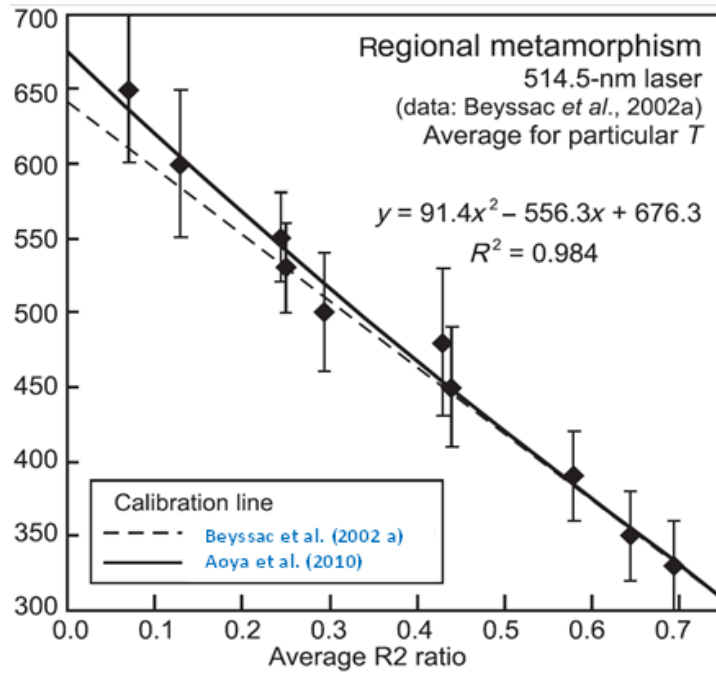 700
650
600
550
500
450
400
350
300
Regional metamorphism
514.5-nm laser
(data: Beyssac et al., 2002a)
Average for particular T
y = 91.4x² – 556.3x + 676.3
R² = 0.984
Calibration line
Beyssac et al. (2002 a)
Aoya et al. (2010)
0.0 0.1 0.2 0.3 0.4 0.5 0.6 0.7
Average R2 ratio